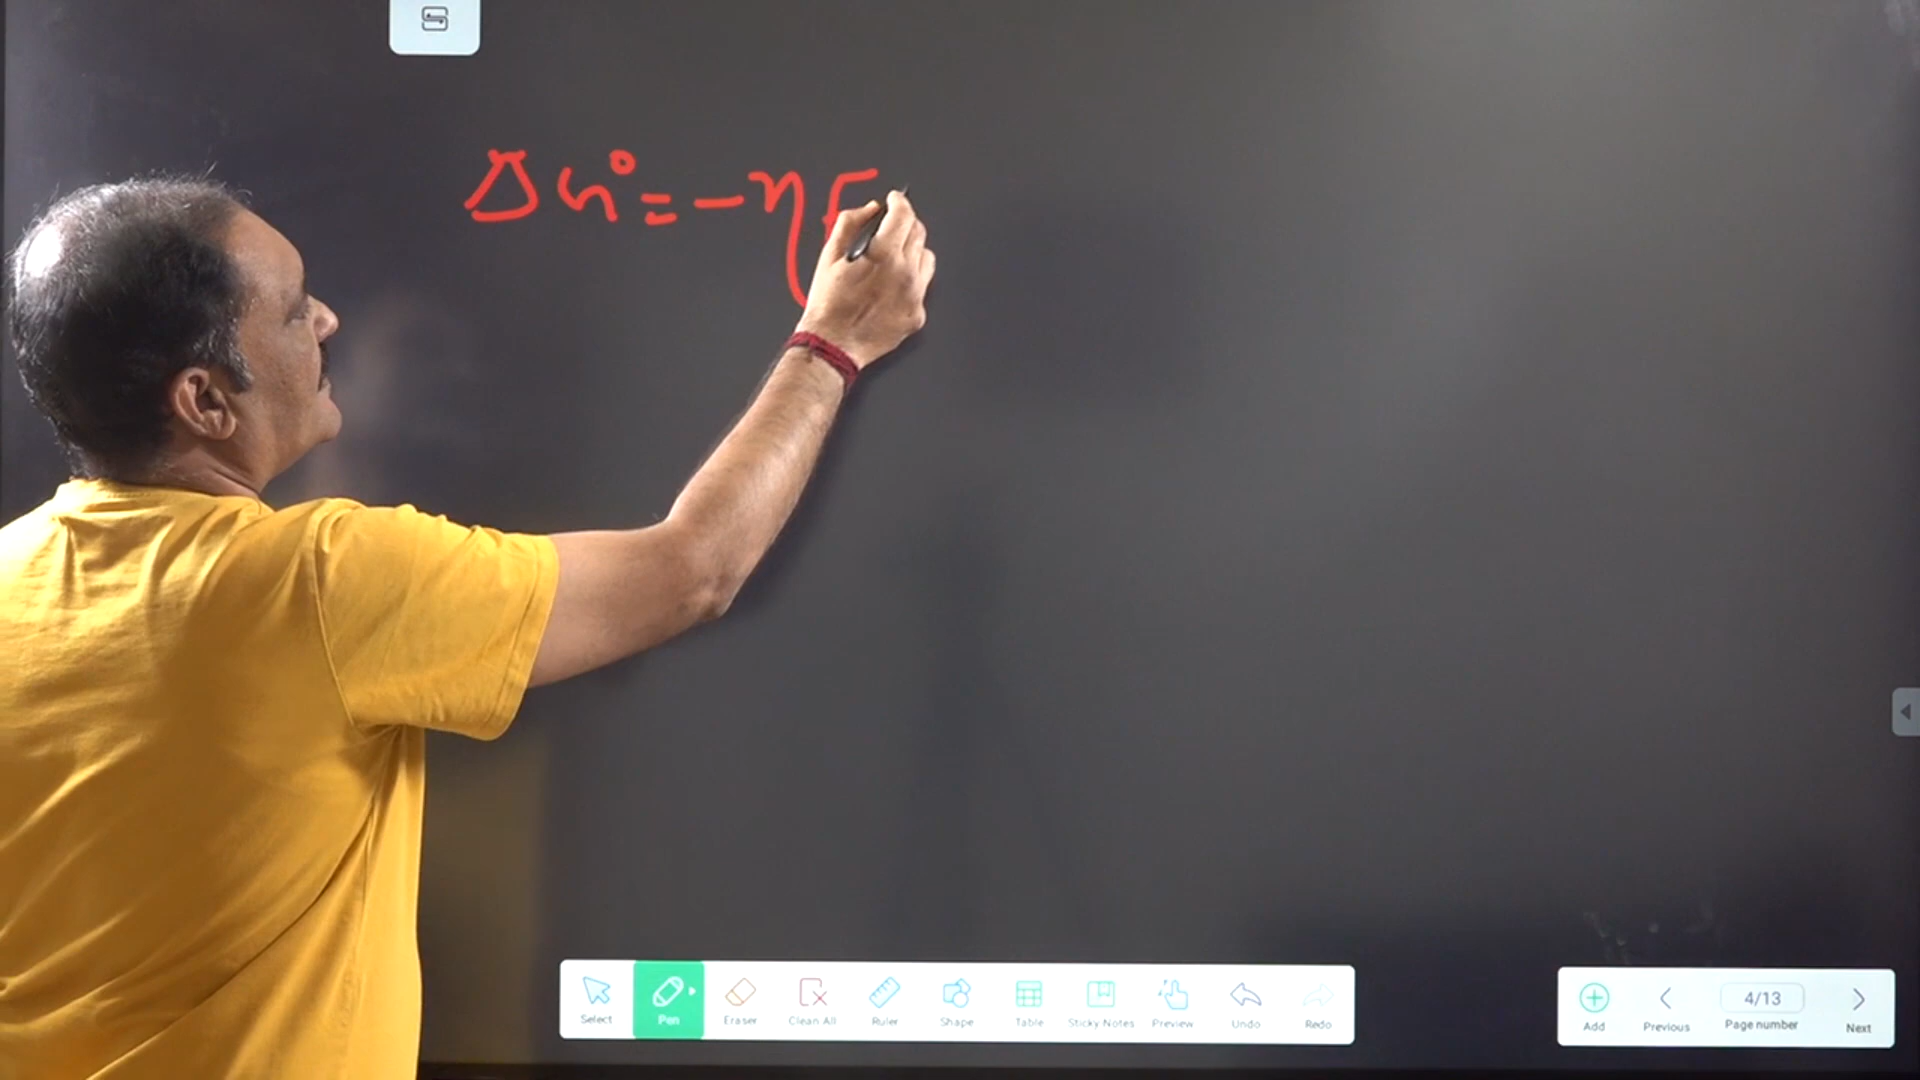 ΔG° = -nF
Select
Pen
Eraser
Clean All
Ruler
Shape
Table
Sticky Notes
Preview
Undo
Redo
Add
Previous
4/13
Page number
Next